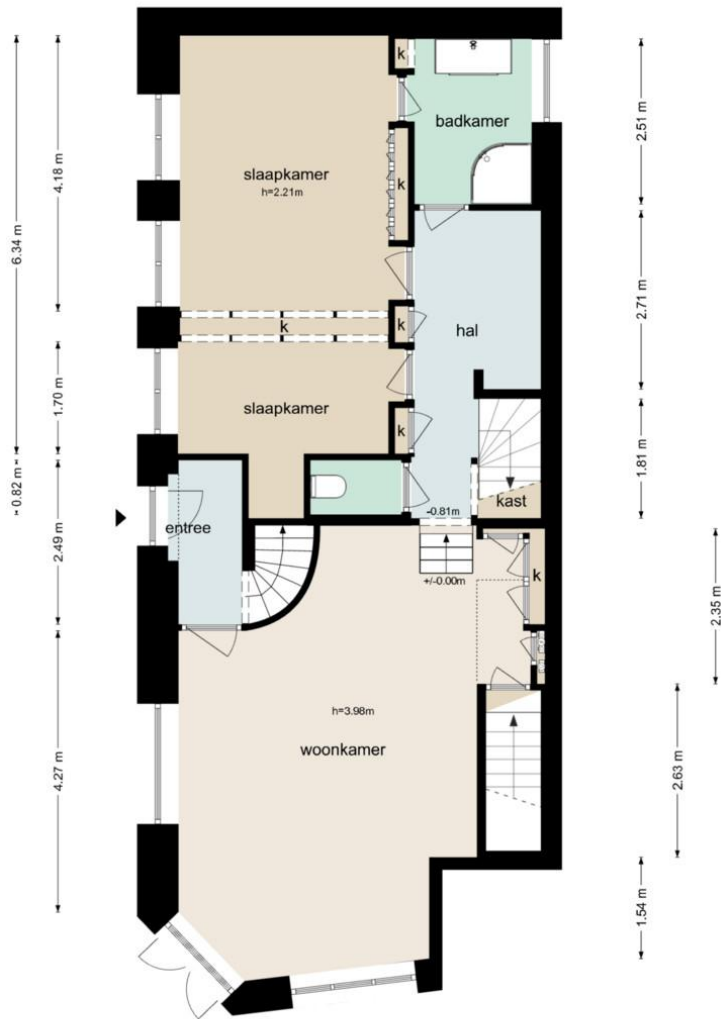 k
badkamer
slaapkamer
h=2.21m
k
k
k
hal
slaapkamer
k
kast
entree
-0.81m
+/-0.00m
k
h=3.98m
woonkamer
4.18 m
6.34 m
1.70 m
0.82 m
2.49 m
4.27 m
2.51 m
2.71 m
1.81 m
2.35 m
2.63 m
1.54 m